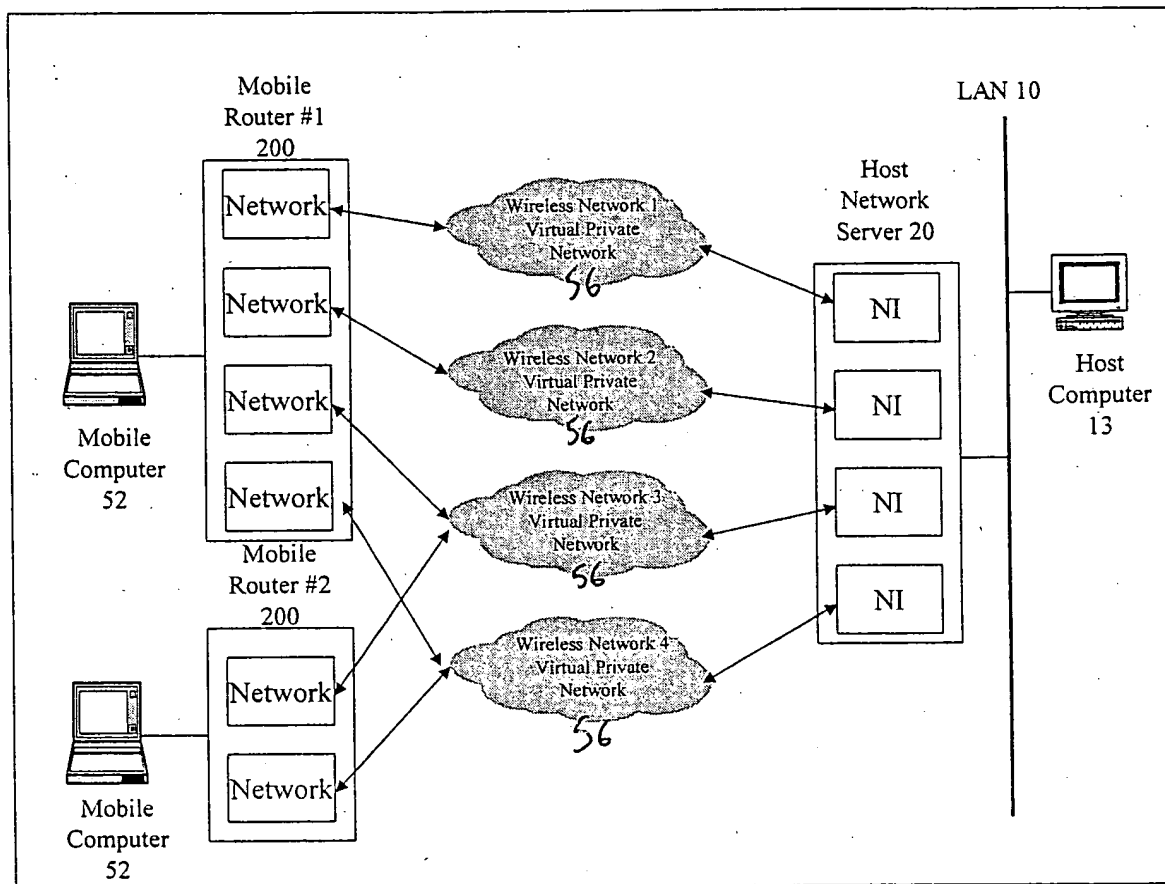 Mobile
Router #1
200
Network
Network
Network
Network
Mobile
Computer
52
Mobile
Router #2
200
Network
Network
Mobile
Computer
52
Wireless Network 1
Virtual Private
Network
56
Wireless Network 2
Virtual Private
Network
56
Wireless Network 3
Virtual Private
Network
56
Wireless Network 4
Virtual Private
Network
56
Host
Network
Server 20
NI
NI
NI
NI
LAN 10
Host
Computer
13